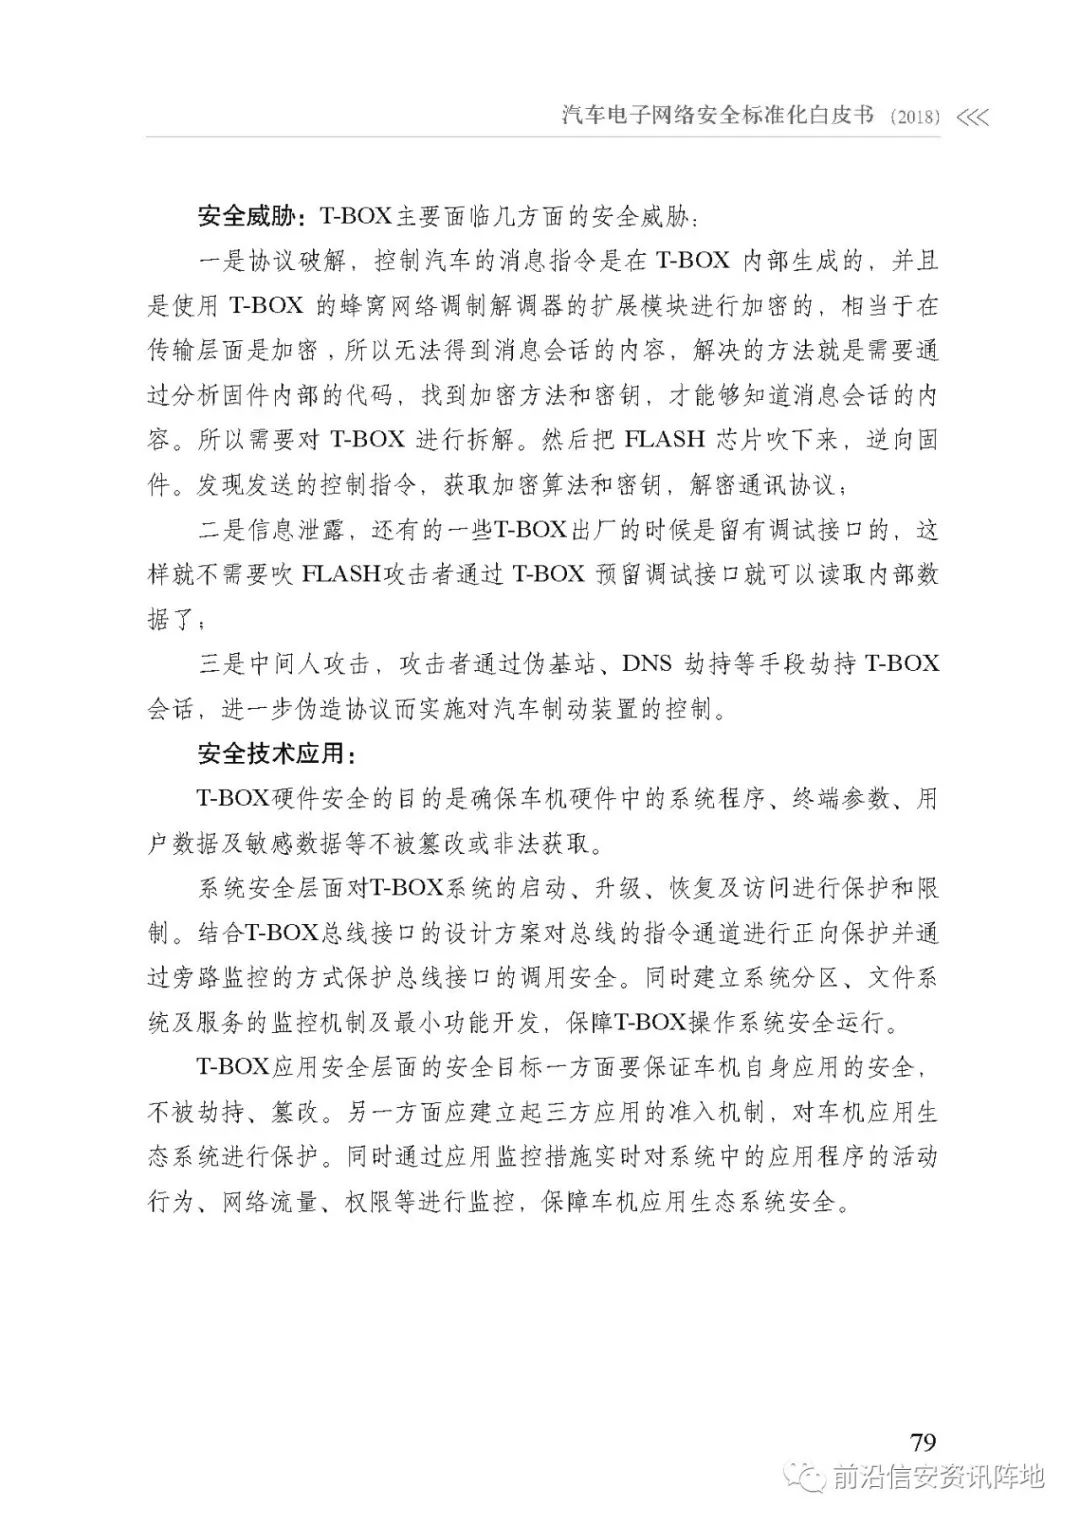 汽车电子网络安全标准化白皮书 (2018)
安全威胁：T-BOX主要面临几方面的安全威胁：
一是协议破解，控制汽车的消息指令是在 T-BOX 内部生成的，并且
是使用 T-BOX 的蜂窝网络调制解调器的扩展模块进行加密的，相当于在
传输层面是加密，所以无法得到消息会话的内容，解决的方法就是需要通
过分析固件内部的代码，找到加密方法和密钥，才能够知道消息会话的内
容。所以需要对 T-BOX 进行拆解。然后把 FLASH 芯片吹下来，逆向固
件。发现发送的控制指令，获取加密算法和密钥，解密通讯协议；
二是信息泄露，还有的一些T-BOX出厂的时候是留有调试接口的，这
样就不需要吹 FLASH攻击者通过 T-BOX 预留调试接口就可以读取内部数
据了；
三是中间人攻击，攻击者通过伪基站、DNS 劫持等手段劫持 T-BOX
会话，进一步伪造协议而实施对汽车制动装置的控制。
安全技术应用：
T-BOX硬件安全的目的是确保车机硬件中的系统程序、终端参数、用
户数据及敏感数据等不被篡改或非法获取。
系统安全层面对T-BOX系统的启动、升级、恢复及访问进行保护和限
制。结合T-BOX总线接口的设计方案对总线的指令通道进行正向保护并通
过旁路监控的方式保护总线接口的调用安全。同时建立系统分区、文件系
统及服务的监控机制及最小功能开发，保障T-BOX操作系统安全运行。
T-BOX应用安全层面的安全目标一方面要保证车机自身应用的安全，
不被劫持、篡改。另一方面应建立起三方应用的准入机制，对车机应用生
态系统进行保护。同时通过应用监控措施实时对系统中的应用程序的活动
行为、网络流量、权限等进行监控，保障车机应用生态系统安全。
79
前沿信安资讯阵地